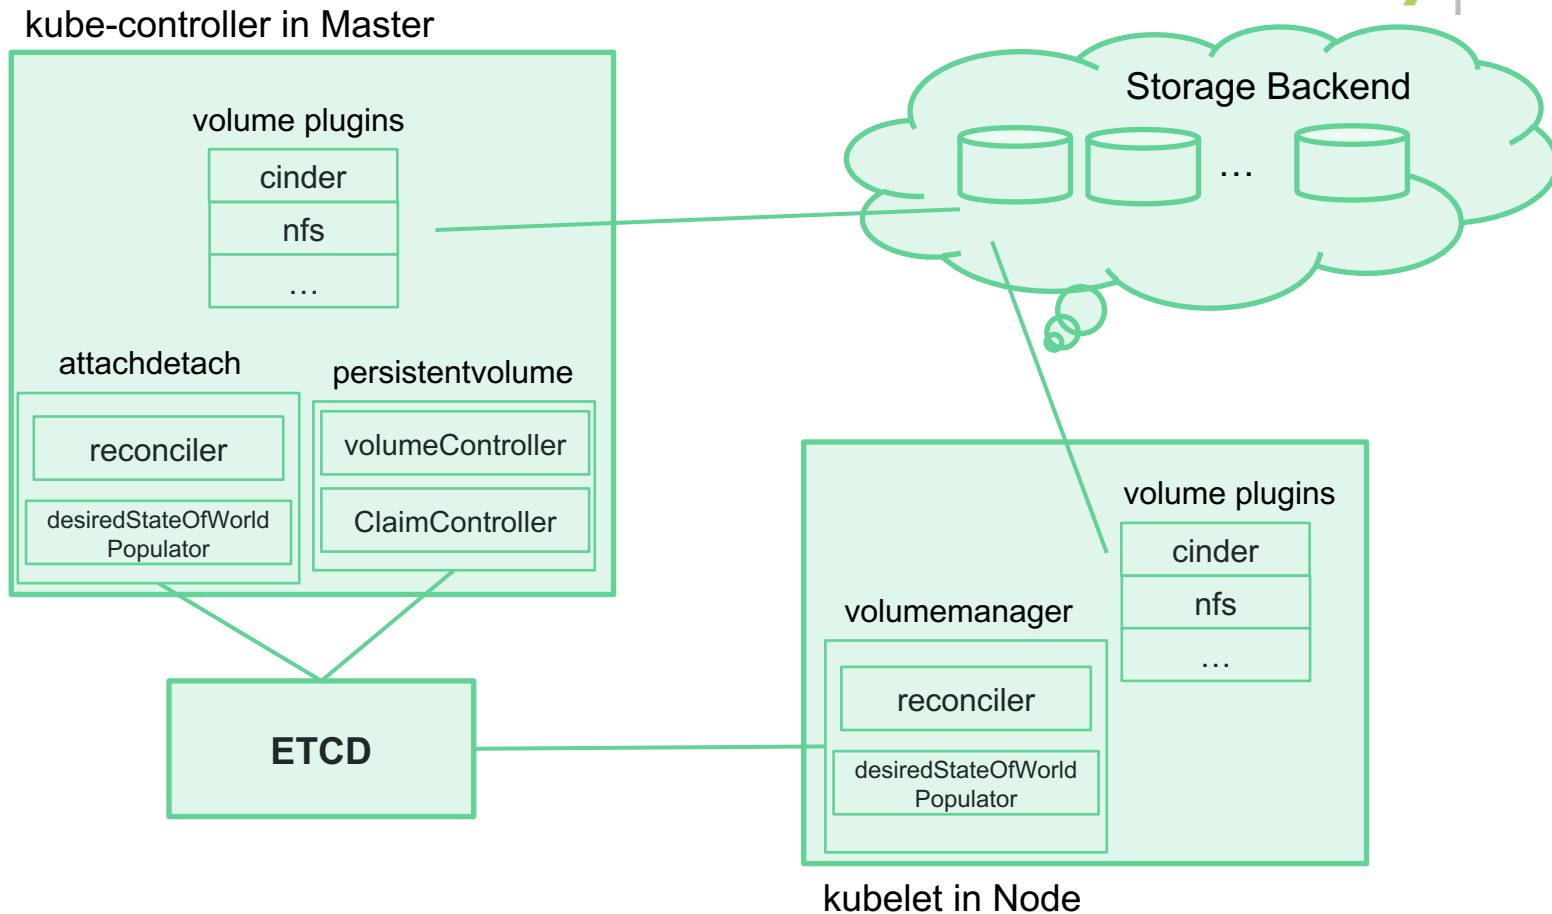 kube-controller in Master
volume plugins
cinder
nfs
…
attachdetach
reconciler
desiredStateOfWorld
Populator
persistentvolume
volumeController
ClaimController
ETCD
Storage Backend
…
volume plugins
cinder
nfs
…
volumemanager
reconciler
desiredStateOfWorld
Populator
kubelet in Node